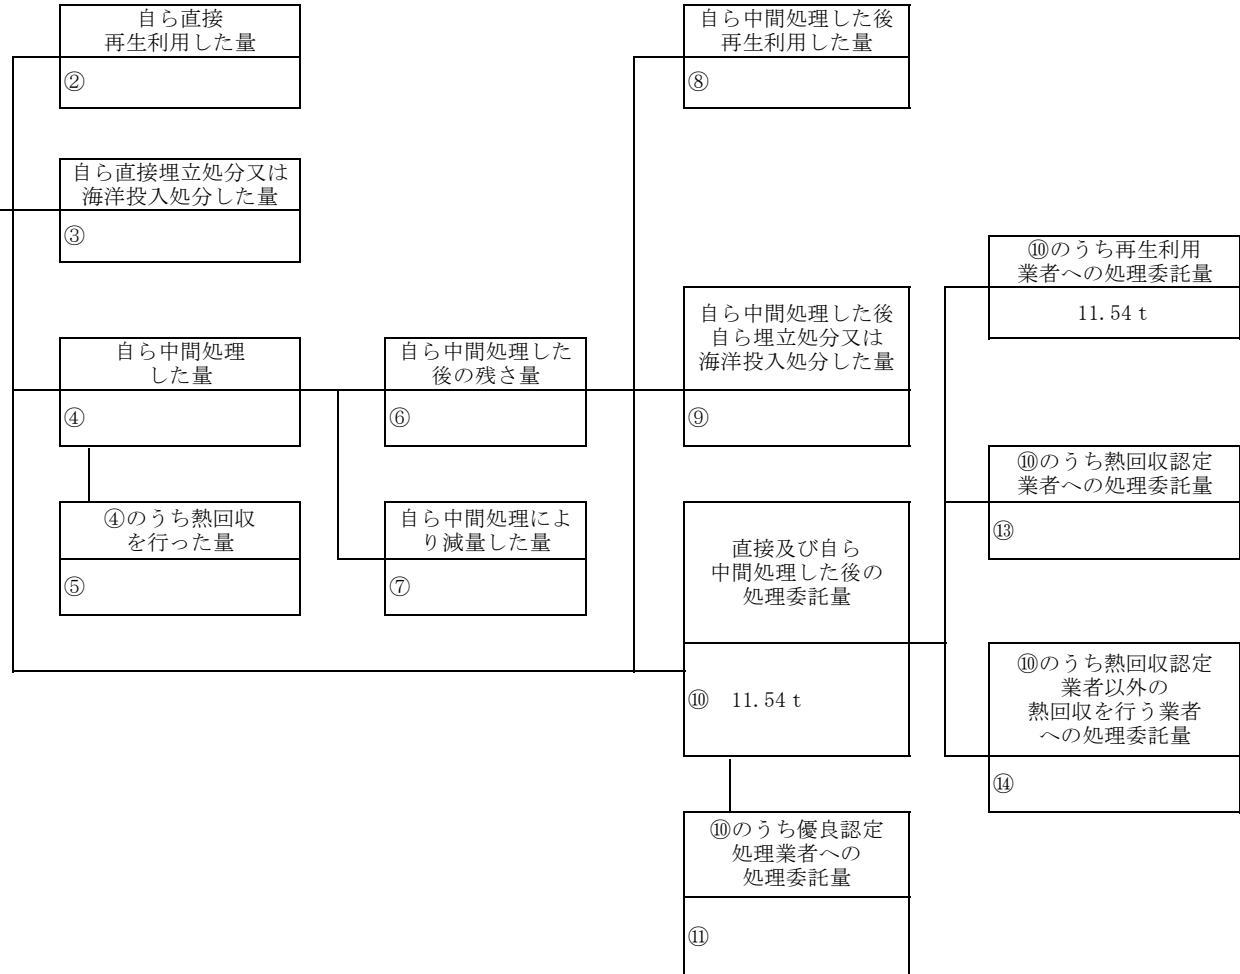 自ら直接
再生利用した量
②
自ら中間処理した後
再生利用した量
⑧
自ら直接埋立処分又は
海洋投入処分した量
③
⑩のうち再生利用
業者への処理委託量
11.54ｔ
自ら中間処理した後
自ら埋立処分又は
海洋投入処分した量
⑨
自ら中間処理
した量
④
自ら中間処理した
後の残さ量
⑥
⑩のうち熱回収認定
業者への処理委託量
⑬
④のうち熱回収
を行った量
⑤
自ら中間処理によ
り減量した量
⑦
直接及び自ら
中間処理した後の
処理委託量
⑩ 11.54ｔ
⑩のうち熱回収認定
業者以外の
熱回収を行う業者
への処理委託量
⑭
⑩のうち優良認定
処理業者への
処理委託量
⑪